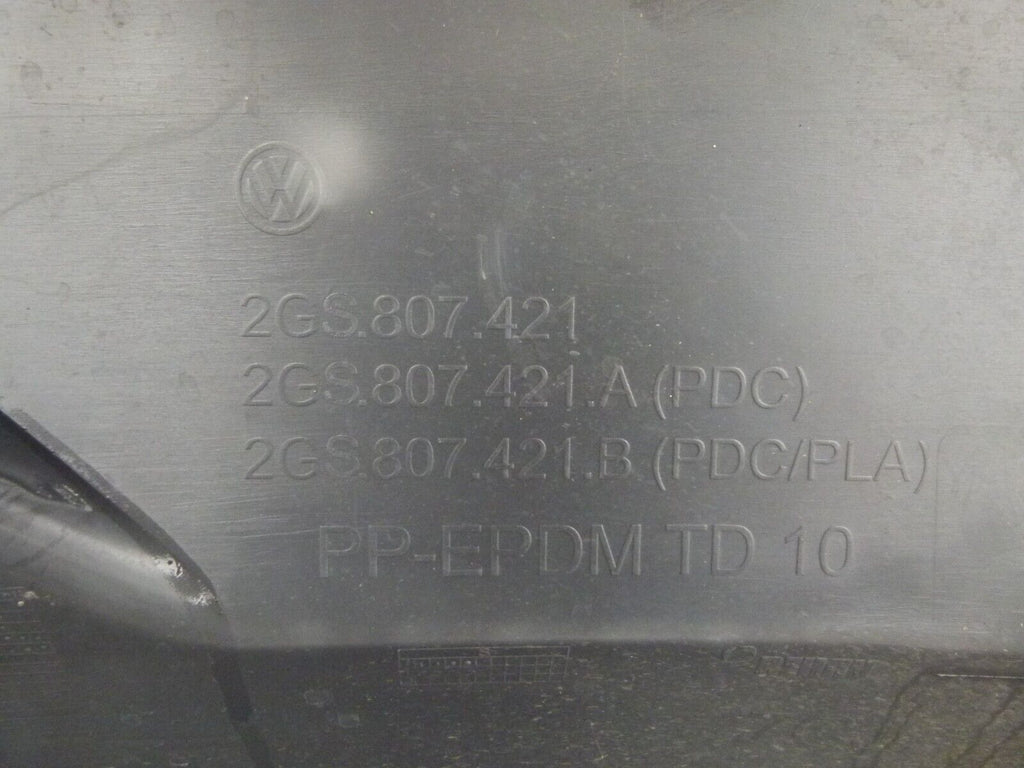 2GS.807.421
2GS.807.421.A (PDC)
2GS.807.421.B (PDC/PLA)
PP-EPDM TD 10